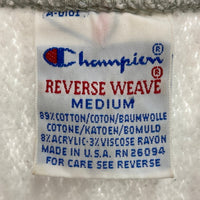 A-0101
Champion®
REVERSE WEAVE®
MEDIUM
89% COTTON/COTON/BAUMWOLLE
COTONE/KATOEN/BOMULD
8% ACRYLIC·3% VISCOSE RAYON
MADE IN U.S.A. RN 26094
FOR CARE SEE REVERSE